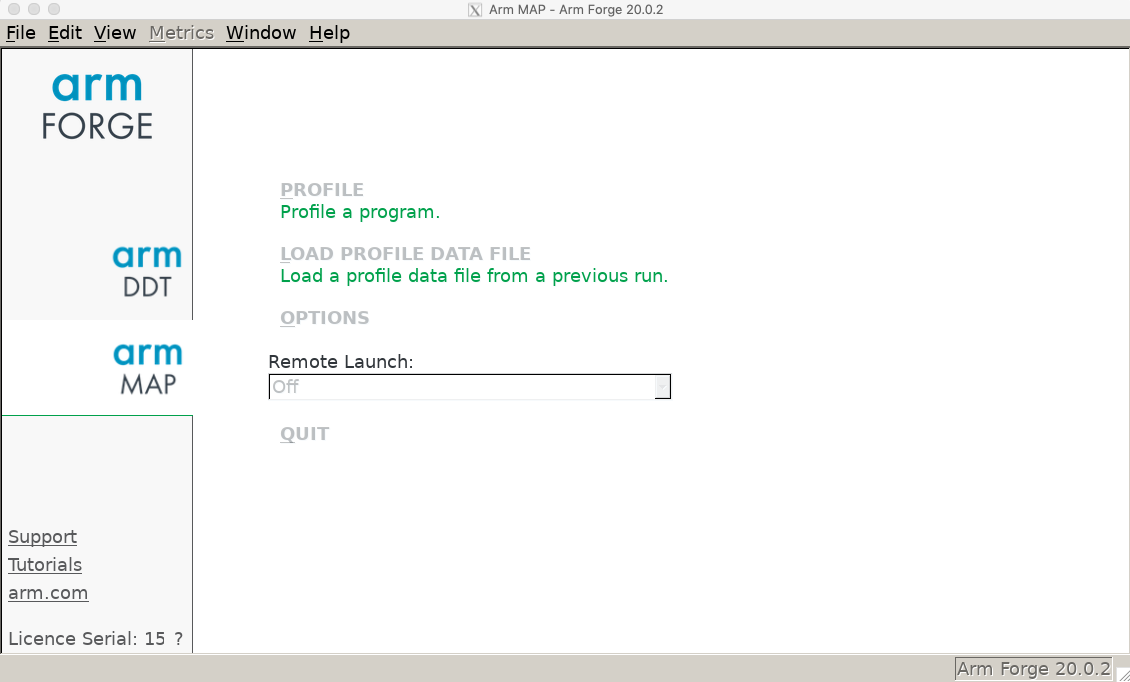 Arm MAP - Arm Forge 20.0.2
File Edit View Metrics Window Help
arm
FORGE
arm
DDT
arm
MAP
Support
Tutorials
arm.com
Licence Serial: 15 ?
PROFILE
Profile a program.
LOAD PROFILE DATA FILE
Load a profile data file from a previous run.
OPTIONS
Remote Launch:
Off
QUIT
Arm Forge 20.0.2